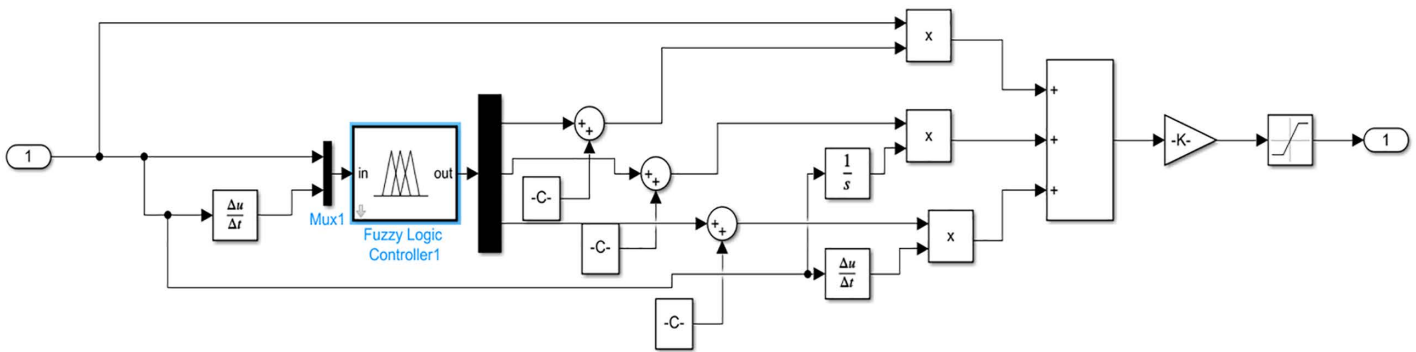 1
Δu
Δt
Mux1
in
out
Fuzzy Logic
Controller1
+
+
-C-
+
+
-C-
+
+
-C-
1
s
Δu
Δt
x
x
x
+
+
+
-K-
1